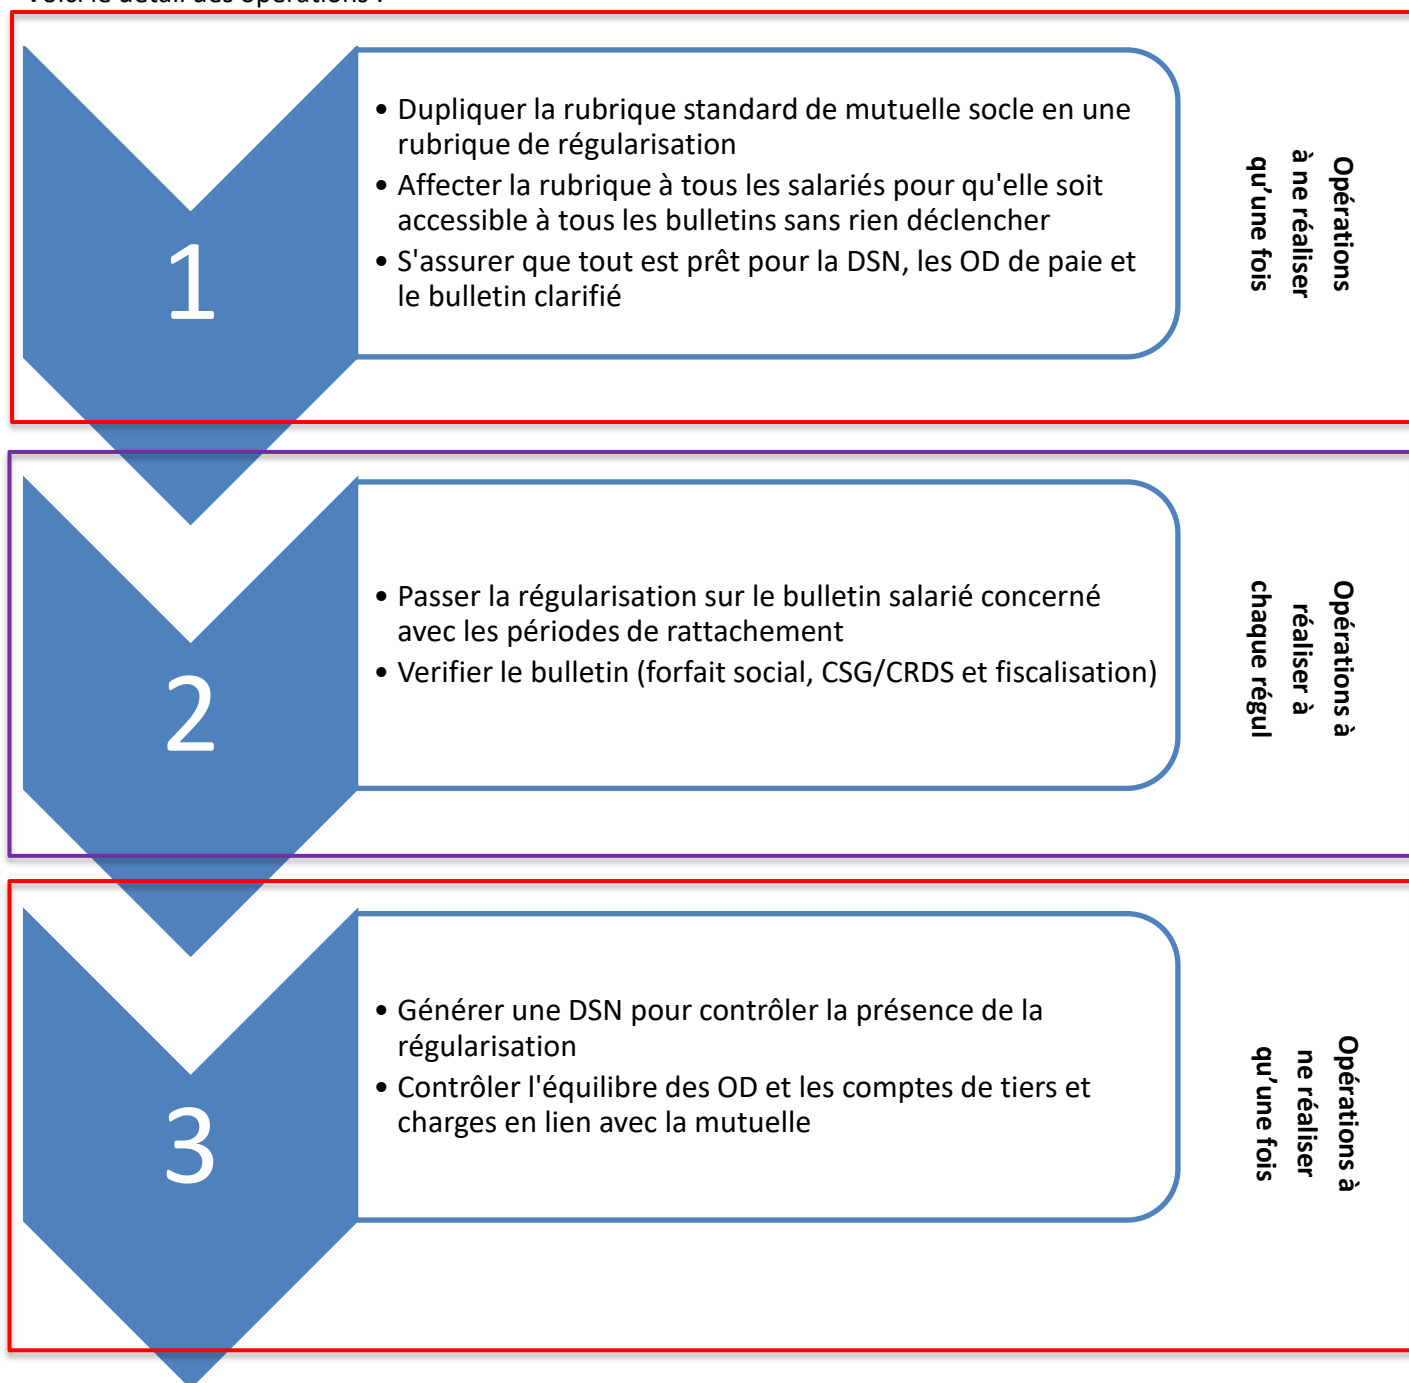 Voici le détail des opérations :
1
• Dupliquer la rubrique standard de mutuelle socle en une
rubrique de régularisation
• Affecter la rubrique à tous les salariés pour qu'elle soit
accessible à tous les bulletins sans rien déclencher
• S'assurer que tout est prêt pour la DSN, les OD de paie et
le bulletin clarifié
Opérations
à ne réaliser
qu’une fois
2
• Passer la régularisation sur le bulletin salarié concerné
avec les périodes de rattachement
• Verifier le bulletin (forfait social, CSG/CRDS et fiscalisation)
Opérations à
réaliser à
chaque régul
3
• Générer une DSN pour contrôler la présence de la
régularisation
• Contrôler l'équilibre des OD et les comptes de tiers et
charges en lien avec la mutuelle
Opérations à
ne réaliser
qu’une fois